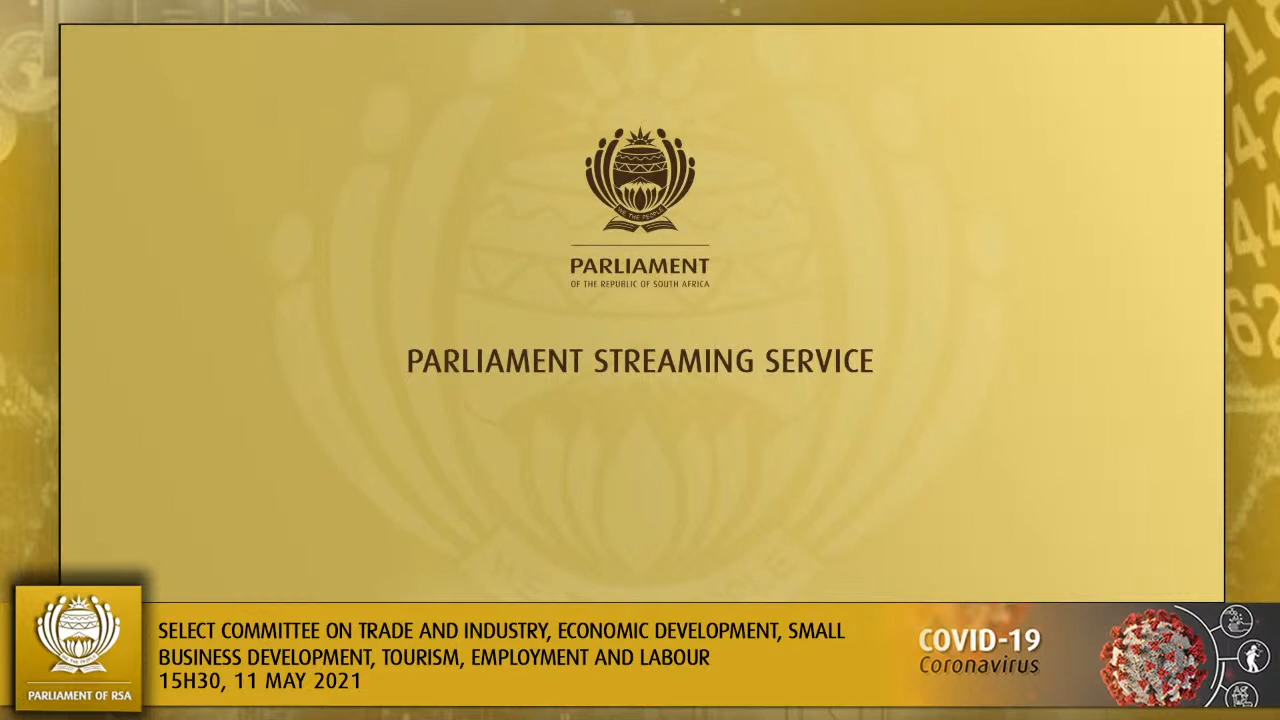 WE THE PEOPLE
PARLIAMENT
OF THE REPUBLIC OF SOUTH AFRICA
PARLIAMENT STREAMING SERVICE
SELECT COMMITTEE ON TRADE AND INDUSTRY, ECONOMIC DEVELOPMENT, SMALL
BUSINESS DEVELOPMENT, TOURISM, EMPLOYMENT AND LABOUR
15H30, 11 MAY 2021
PARLIAMENT OF RSA
COVID-19
Coronavirus